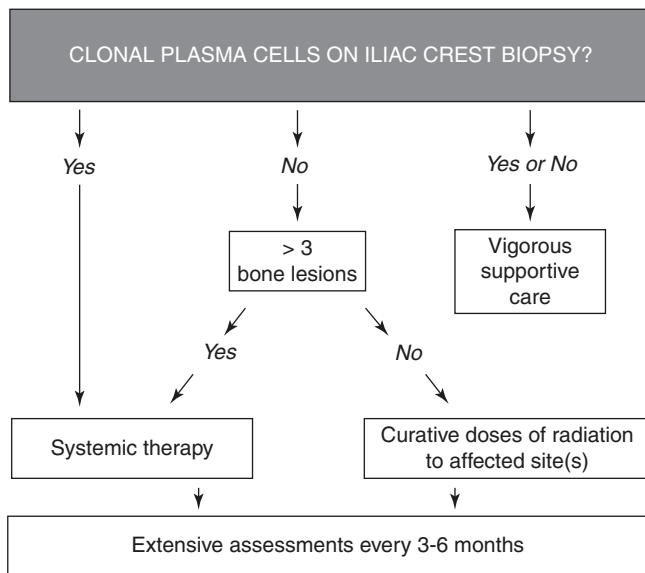 CLONAL PLASMA CELLS ON ILIAC CREST BIOPSY?
Yes
No
Yes or No
> 3
bone lesions
Vigorous
supportive
care
Yes
No
Systemic therapy
Curative doses of radiation
to affected site(s)
Extensive assessments every 3-6 months